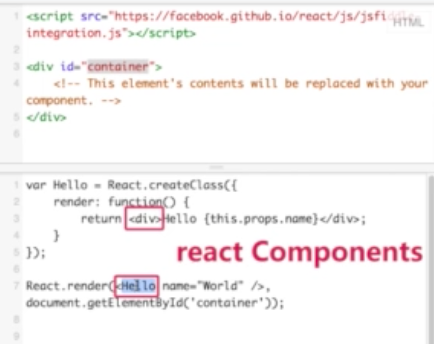 1 <script src="https://facebook.github.io/react/js/jsfiddle-
integration.js"></script>
HTML
2
3 <div id="container">
4 <!-- This element's contents will be replaced with your
component. -->
5 </div>
6
1 var Hello = React.createClass({
2 render: function() {
3 return <div>Hello {this.props.name}</div>;
4 }
5 });
react Components
6
7 React.render(<Hello name="World" />,
document.getElementById('container'));
8
9